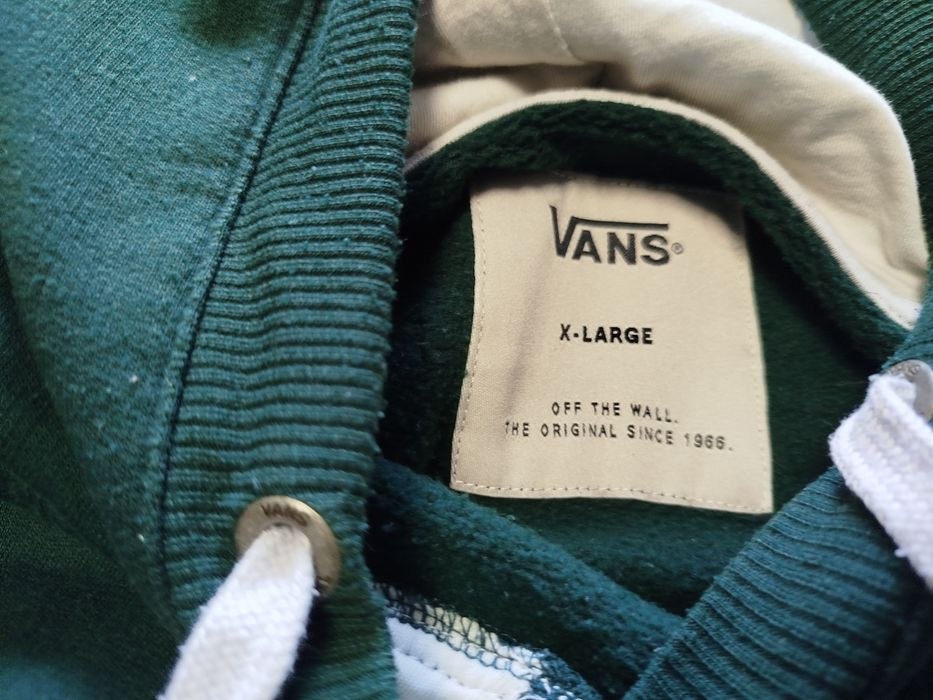 VANS®
X-LARGE
OFF THE WALL.
THE ORIGINAL SINCE 1966.
VANS